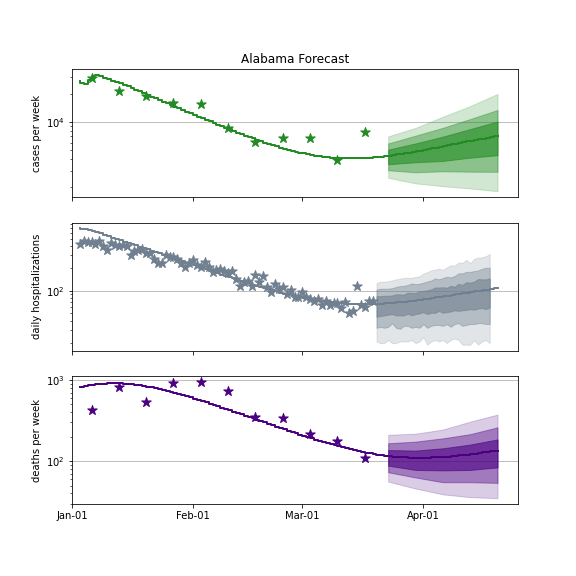 Alabama Forecast
cases per week
10⁴
daily hospitalizations
10²
deaths per week
10³
10²
Jan-01 Feb-01 Mar-01 Apr-01